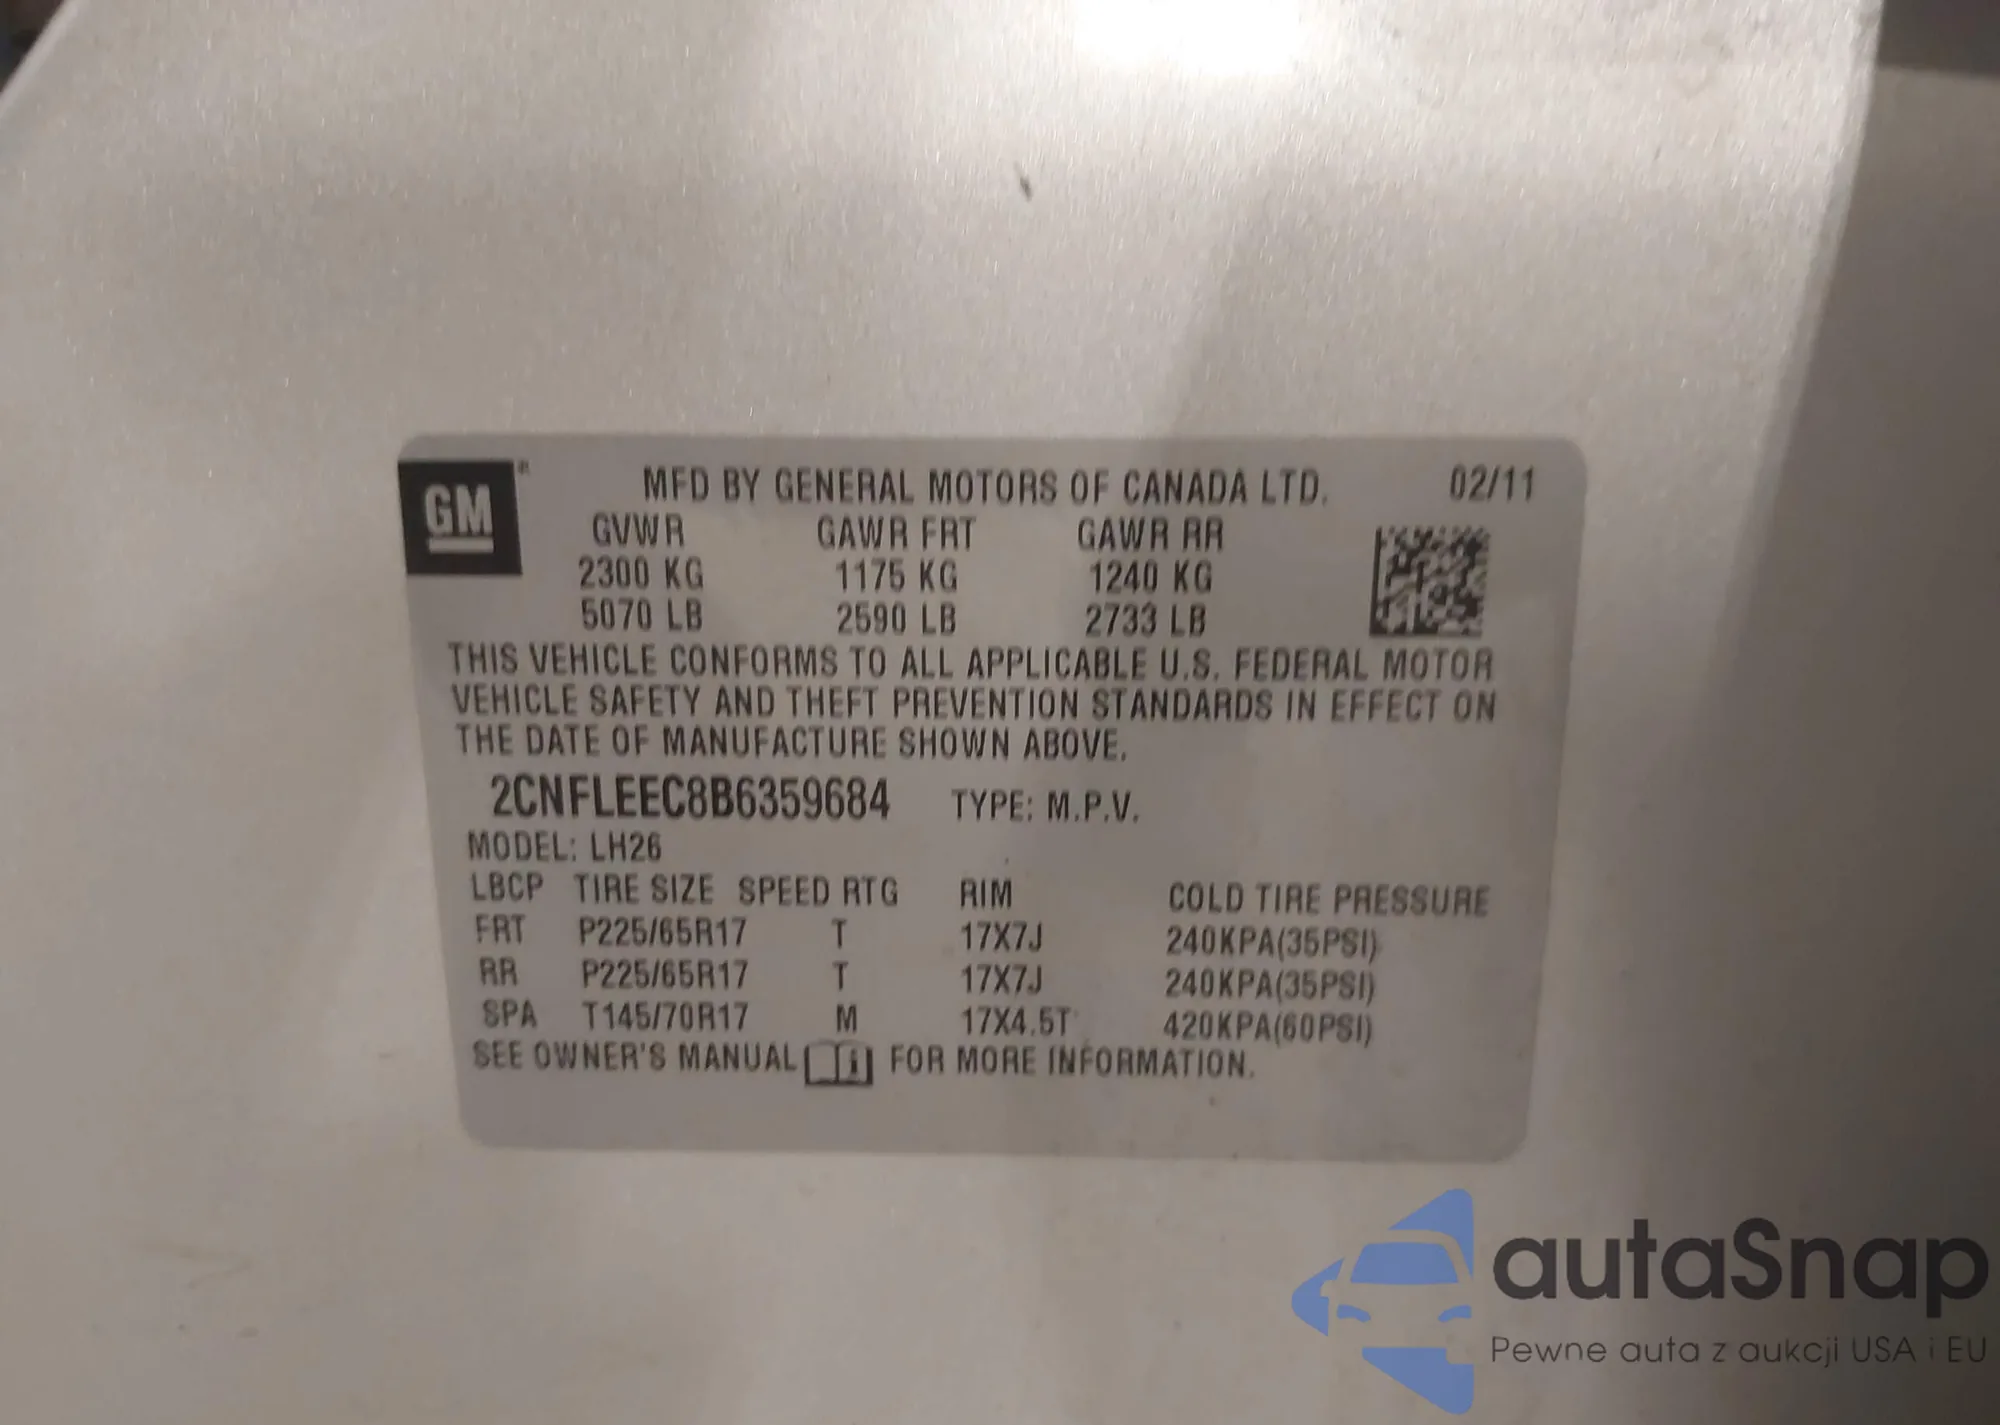 GM
MFD BY GENERAL MOTORS OF CANADA LTD. 02/11
GVWR GAWR FRT GAWR RR
2300 KG 1175 KG 1240 KG
5070 LB 2590 LB 2733 LB
THIS VEHICLE CONFORMS TO ALL APPLICABLE U.S. FEDERAL MOTOR
VEHICLE SAFETY AND THEFT PREVENTION STANDARDS IN EFFECT ON
THE DATE OF MANUFACTURE SHOWN ABOVE.
2CNFLEEC8B6359684 TYPE: M.P.V.
MODEL: LH26
LBCP TIRE SIZE SPEED RTG RIM COLD TIRE PRESSURE
FRT P225/65R17 T 17X7J 240KPA(35PSI)
RR P225/65R17 T 17X7J 240KPA(35PSI)
SPA T145/70R17 M 17X4.5T 420KPA(60PSI)
SEE OWNER'S MANUAL FOR MORE INFORMATION.
autaSnap
Pewne auta z aukcji USA i EU